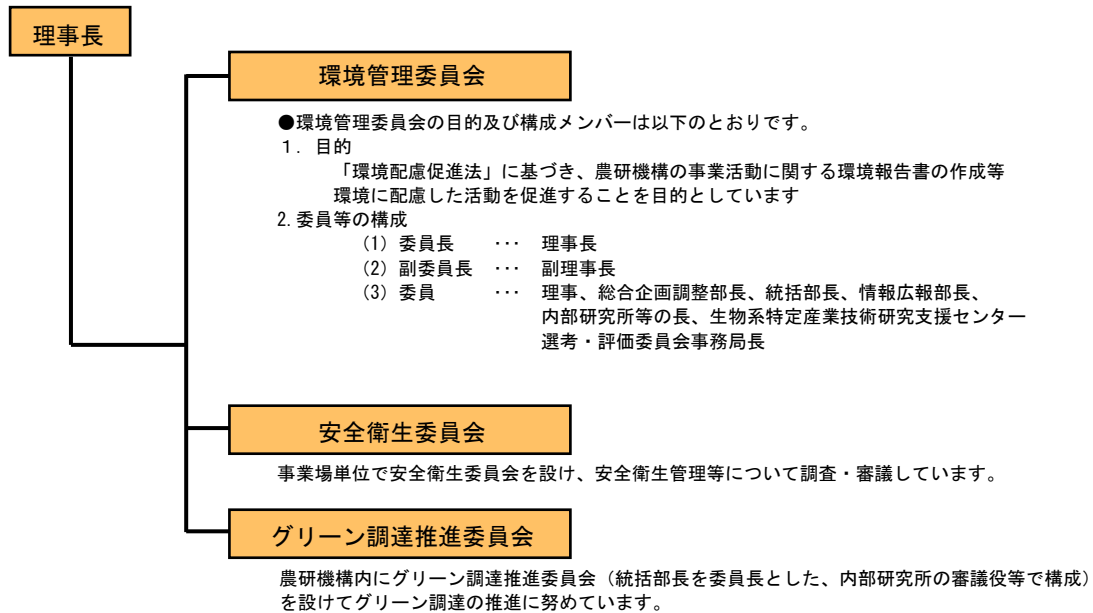 理事長
環境管理委員会
●環境管理委員会の目的及び構成メンバーは以下のとおりです。
１．目的
「環境配慮促進法」に基づき、農研機構の事業活動に関する環境報告書の作成等
環境に配慮した活動を促進することを目的としています
2.委員等の構成
(1) 委員長 ･･･ 理事長
(2) 副委員長 ･･･ 副理事長
(3) 委員 ･･･ 理事、総合企画調整部長、統括部長、情報広報部長、
内部研究所等の長、生物系特定産業技術研究支援センター
選考・評価委員会事務局長
安全衛生委員会
事業場単位で安全衛生委員会を設け、安全衛生管理等について調査・審議しています。
グリーン調達推進委員会
農研機構内にグリーン調達推進委員会（統括部長を委員長とした、内部研究所の審議役等で構成）
を設けてグリーン調達の推進に努めています。